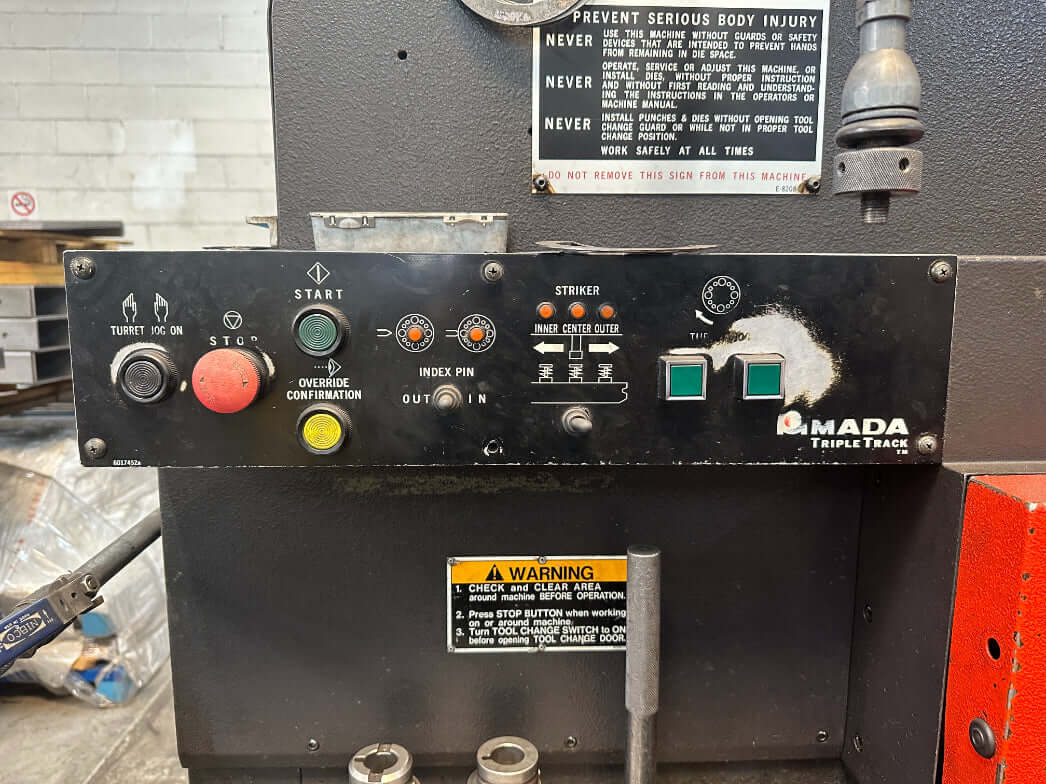 PREVENT SERIOUS BODY INJURY
NEVER
USE THIS MACHINE WITHOUT GUARDS OR SAFETY
DEVICES THAT ARE INTENDED TO PREVENT HANDS
FROM REMAINING IN DIE SPACE.
NEVER
OPERATE, SERVICE OR ADJUST THIS MACHINE, OR
INSTALL DIES, WITHOUT PROPER INSTRUCTION
AND WITHOUT FIRST READING AND UNDERSTAND-
ING THE INSTRUCTIONS IN THE OPERATORS OR
MACHINE MANUAL.
NEVER
INSTALL PUNCHES & DIES WITHOUT OPENING TOOL
CHANGE GUARD OR WHILE NOT IN PROPER TOOL
CHANGE POSITION.
WORK SAFELY AT ALL TIMES
DO NOT REMOVE THIS SIGN FROM THIS MACHINE
TURRET JOG ON
STOP
START
OVERRIDE
CONFIRMATION
INDEX PIN
OUT IN
STRIKER
INNER CENTER OUTER
AMADA
TRIPLETRACK
TM
6017452a
WARNING
1. CHECK and CLEAR AREA
around machine BEFORE OPERATION.
2. Press STOP BUTTON when working
on or around machine.
3. Turn TOOL CHANGE SWITCH to ON
before opening TOOL CHANGE DOOR.
NIBCO